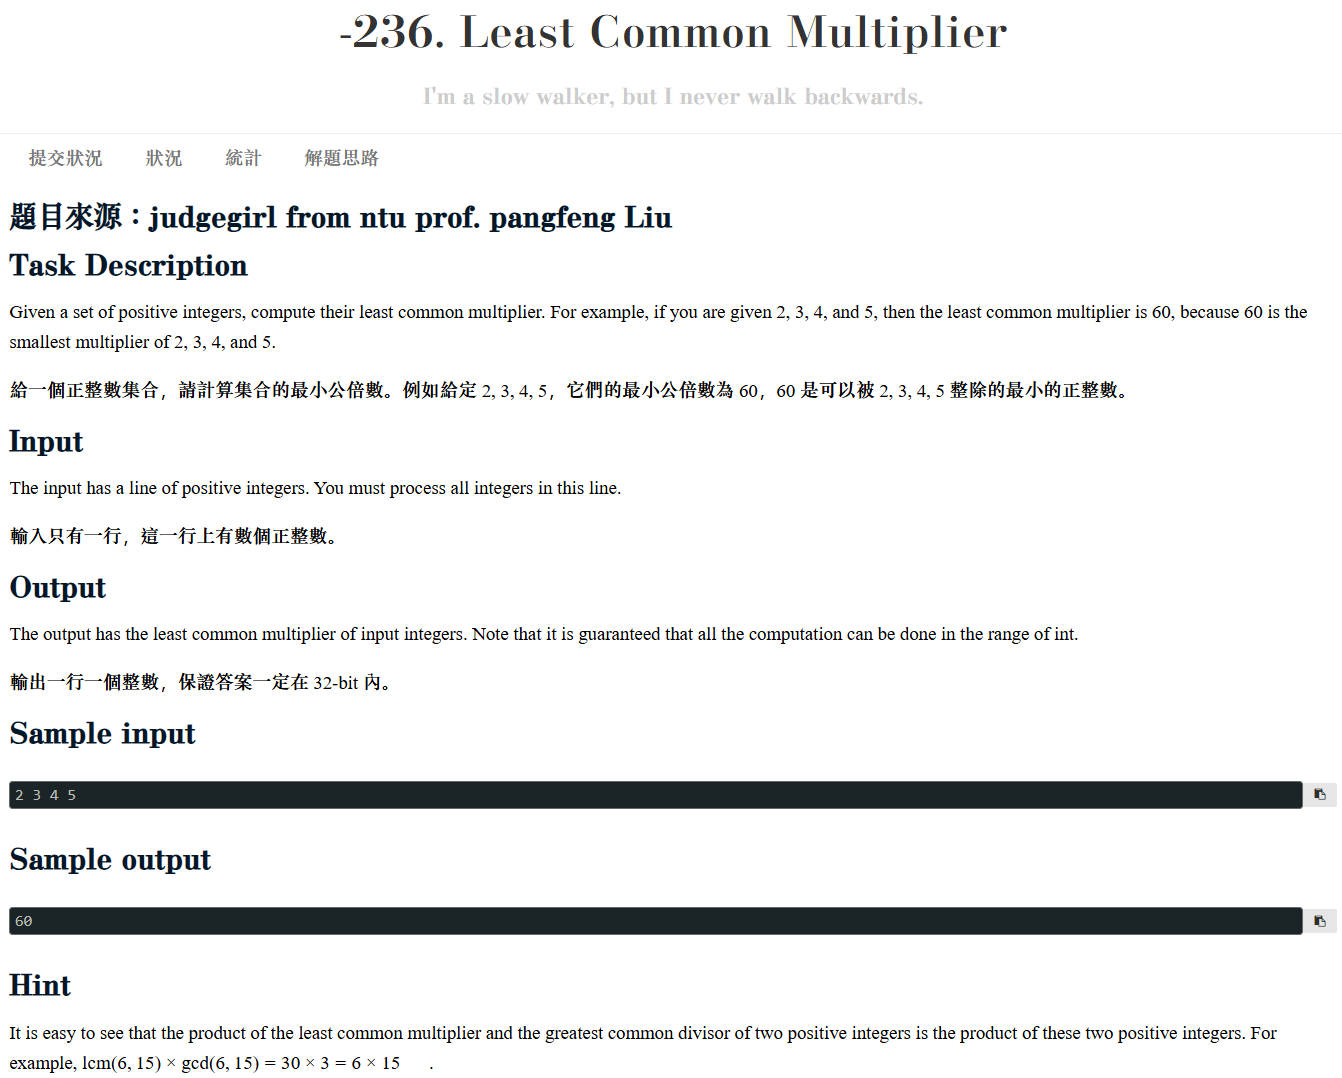 -236. Least Common Multiplier
I'm a slow walker, but I never walk backwards.
提交狀況 狀況 統計 解題思路
題目來源：judgegirl from ntu prof. pangfeng Liu
Task Description
Given a set of positive integers, compute their least common multiplier. For example, if you are given 2, 3, 4, and 5, then the least common multiplier is 60, because 60 is the
smallest multiplier of 2, 3, 4, and 5.
給一個正整數集合，請計算集合的最小公倍數。例如給定 2, 3, 4, 5，它們的最小公倍數為 60，60 是可以被 2, 3, 4, 5 整除的最小的正整數。
Input
The input has a line of positive integers. You must process all integers in this line.
輸入只有一行，這一行上有數個正整數。
Output
The output has the least common multiplier of input integers. Note that it is guaranteed that all the computation can be done in the range of int.
輸出一行一個整數，保證答案一定在 32-bit 內。
Sample input
2 3 4 5
Sample output
60
Hint
It is easy to see that the product of the least common multiplier and the greatest common divisor of two positive integers is the product of these two positive integers. For
example, lcm(6, 15) × gcd(6, 15) = 30 × 3 = 6 × 15 .